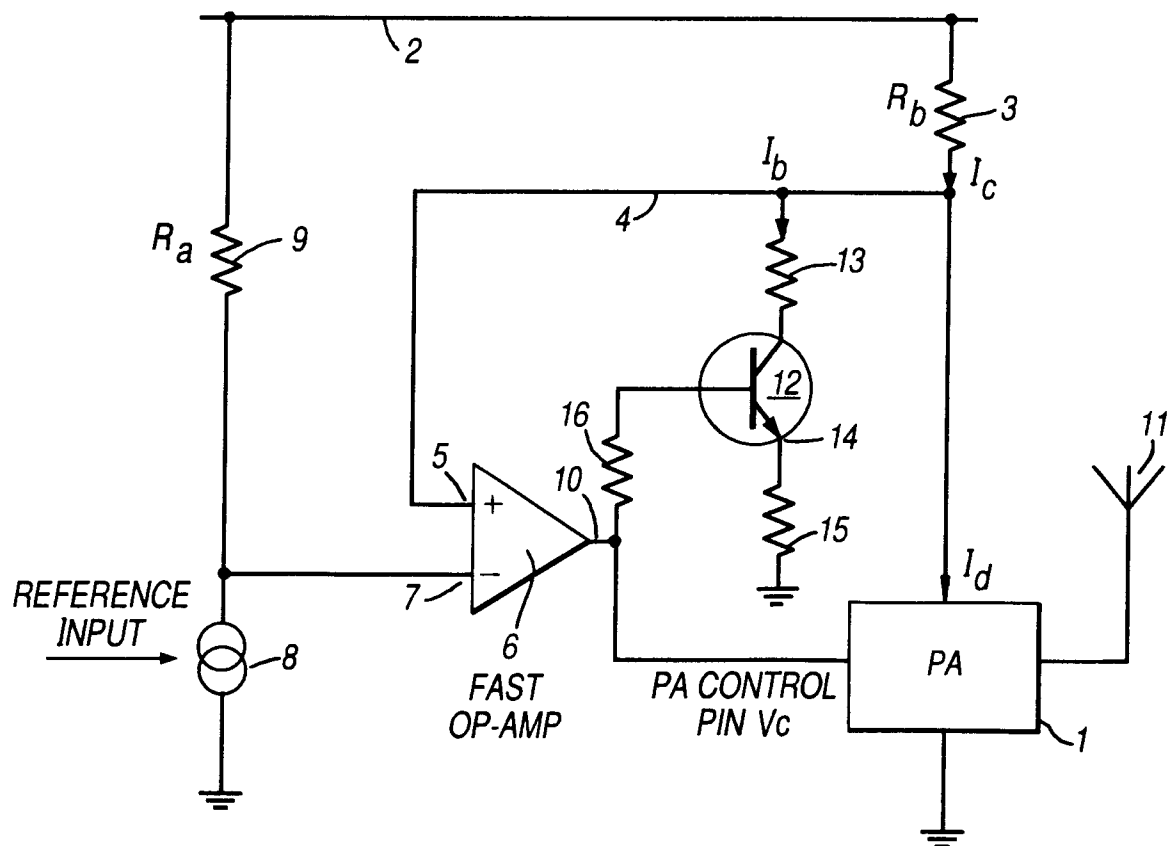 2
R_b
3
I_b
I_c
4
R_a
9
13
12
16
14
11
5
10
+
15
−
7
I_d
REFERENCE
INPUT
8
6
FAST
OP-AMP
PA
PA CONTROL
PIN Vc
1